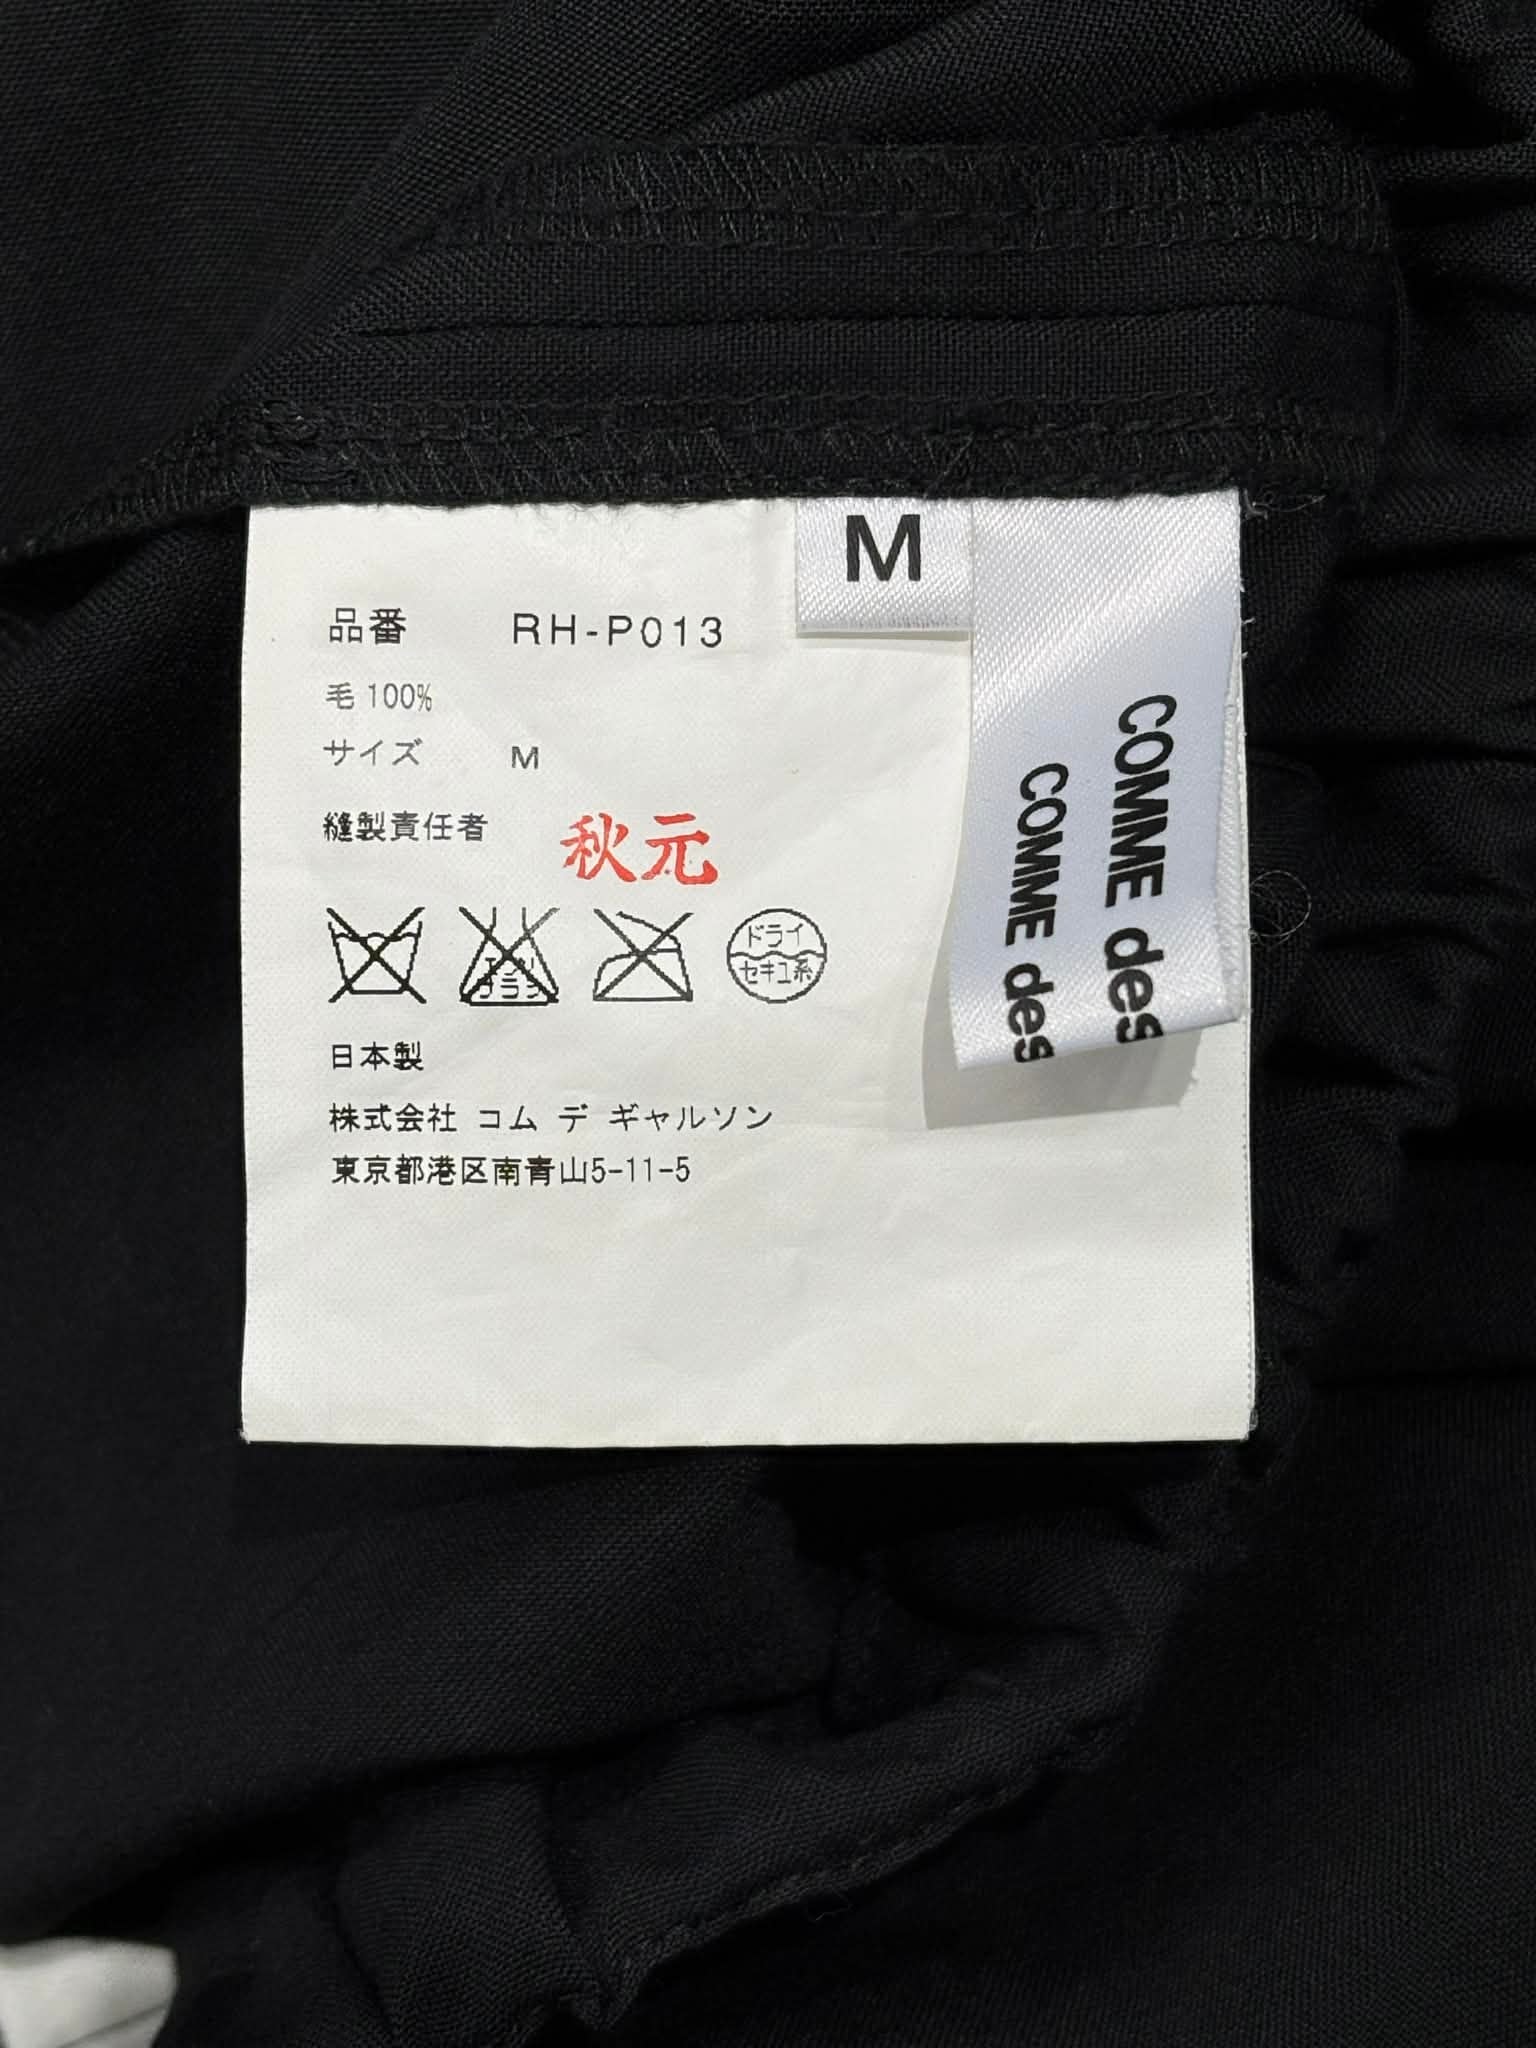 M
品番 RH-P013
毛 100%
サイズ M
縫製責任者 秋元
ドライ
セキユ系
日本製
株式会社 コム デ ギャルソン
東京都港区南青山5-11-5
COMME des
COMME des